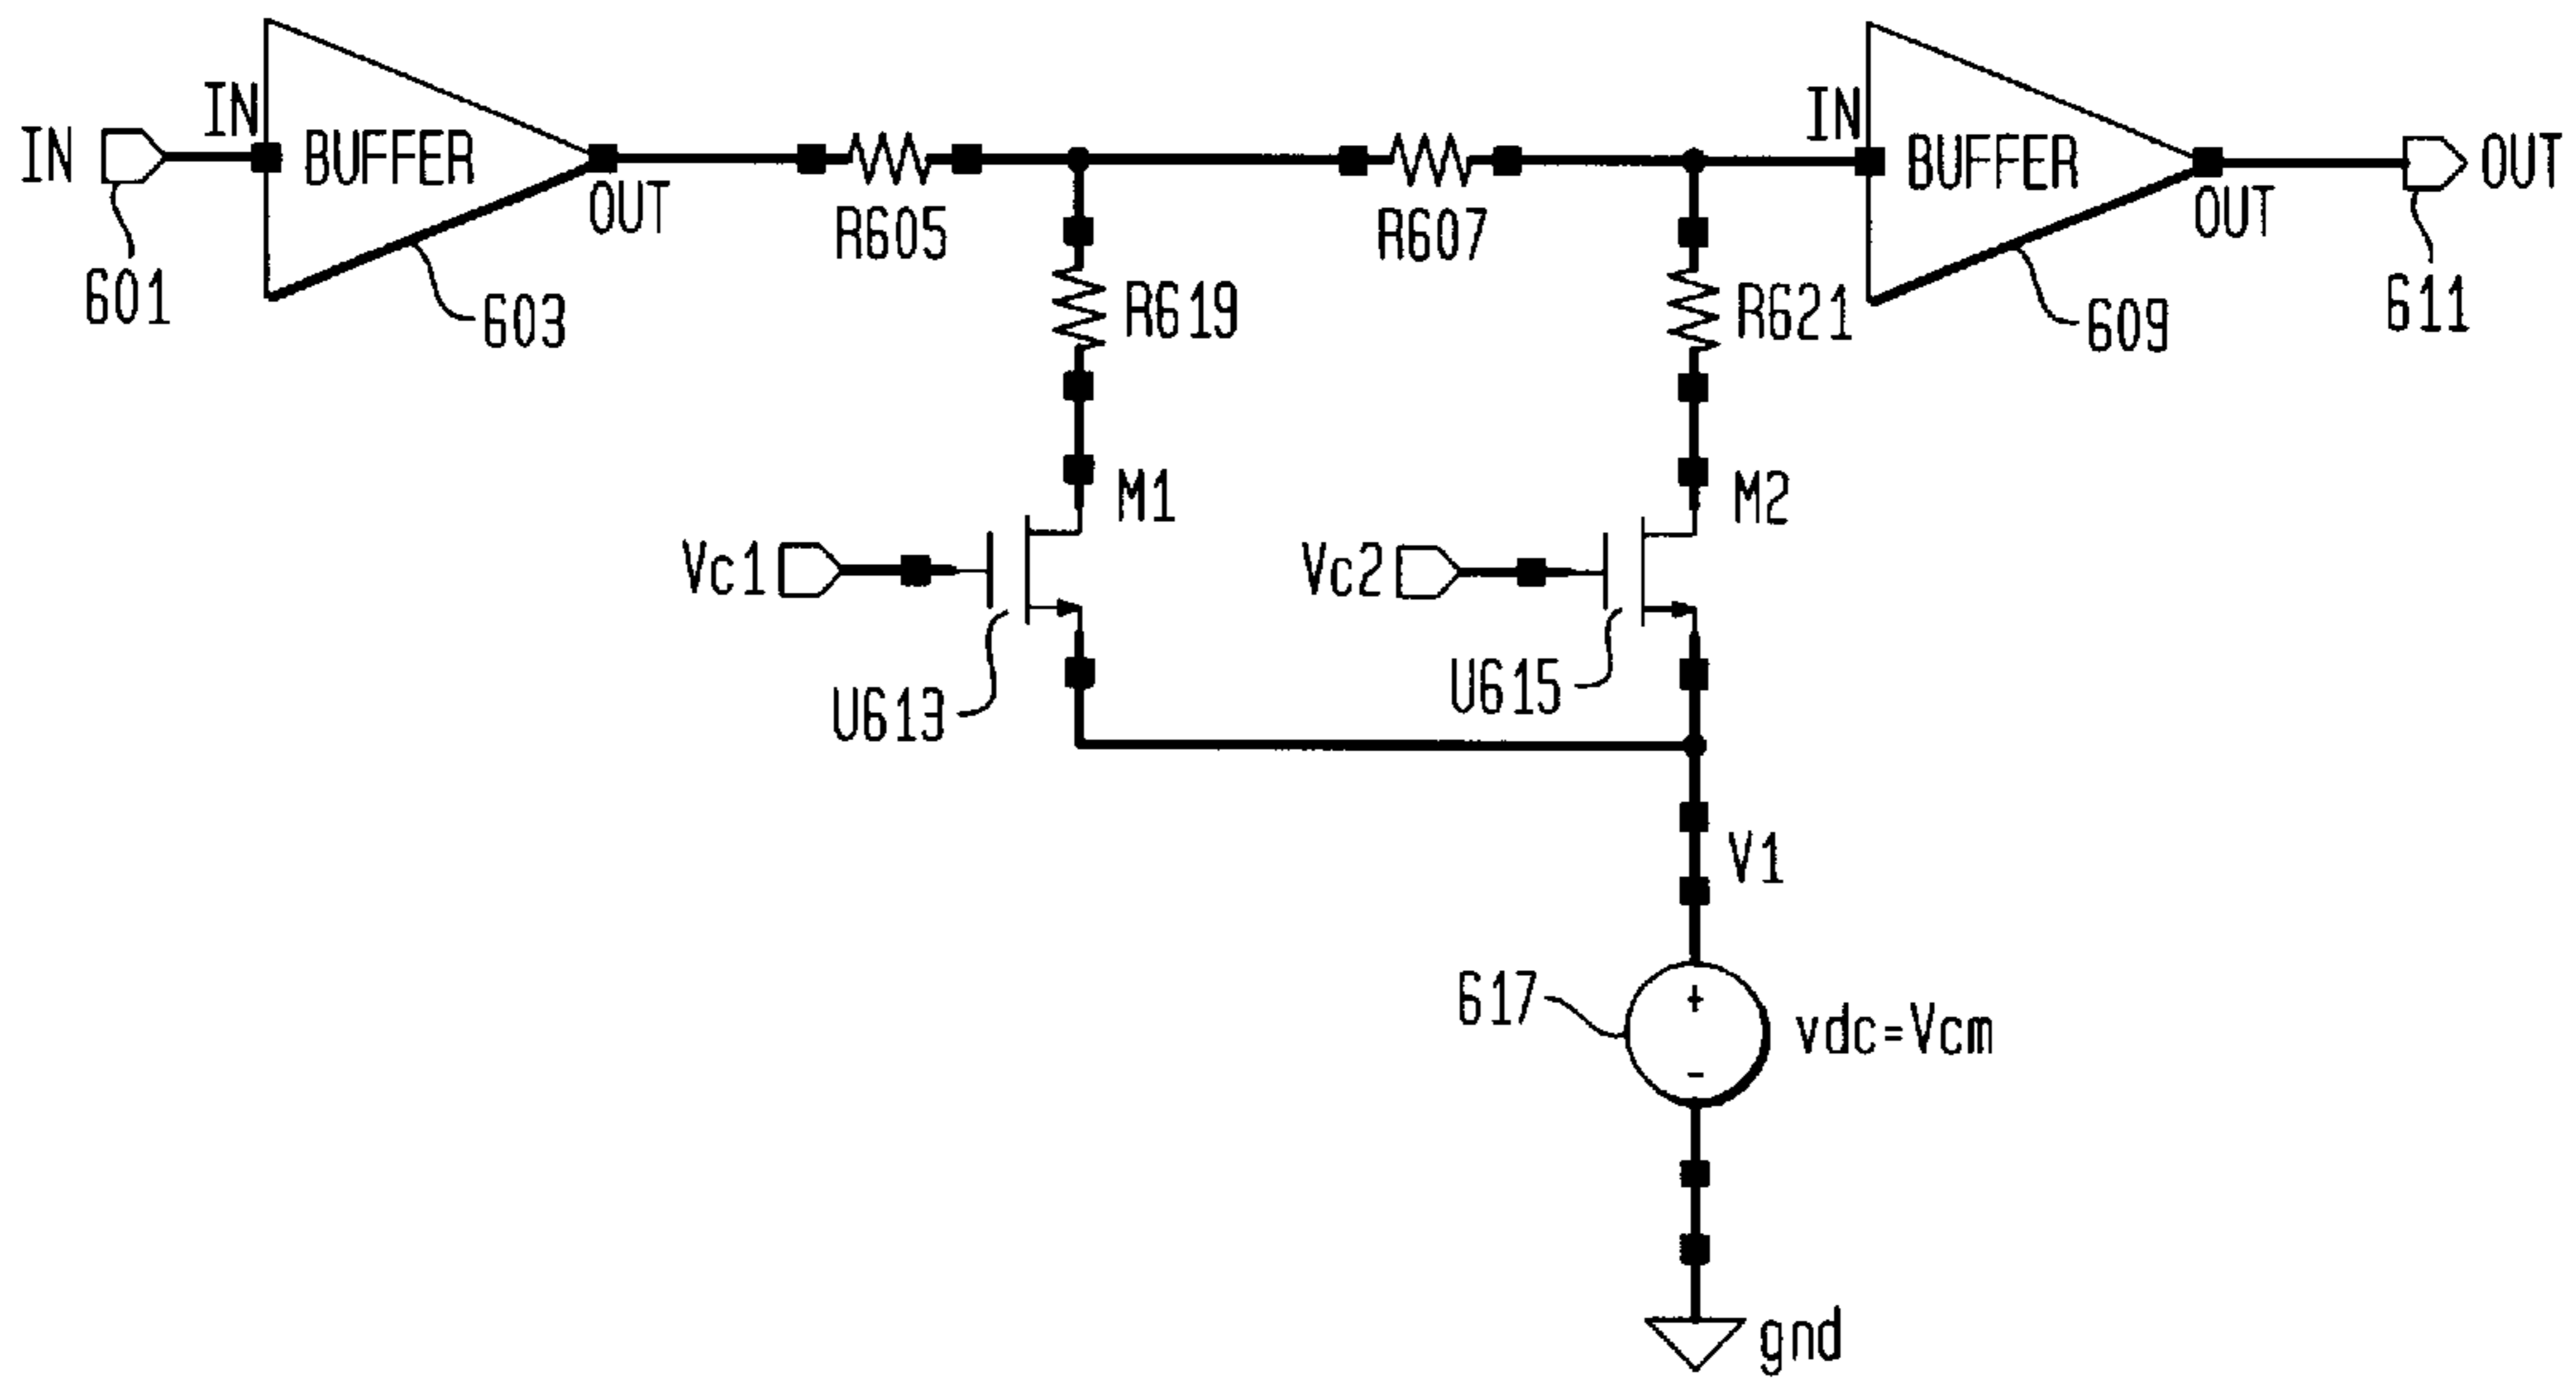 IN
IN
BUFFER
OUT
601
603
R605
R607
IN
BUFFER
OUT
OUT
609
611
R619
R621
M1
M2
Vc1
Vc2
U613
U615
V1
617
+
-
vdc=Vcm
gnd